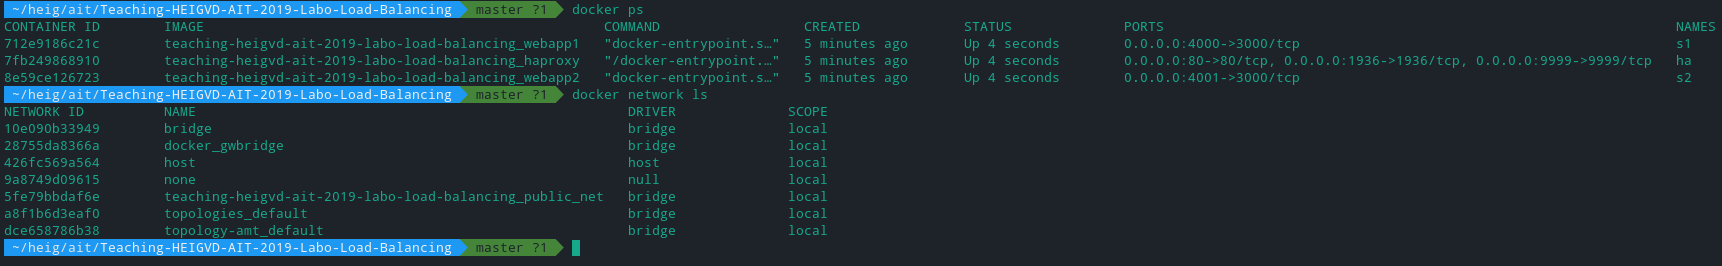 ~/heig/ait/Teaching-HEIGVD-AIT-2019-Labo-Load-Balancing master ?1 docker ps
CONTAINER ID IMAGE COMMAND CREATED STATUS PORTS NAMES
712e9186c21c teaching-heigvd-ait-2019-labo-load-balancing_webapp1 "docker-entrypoint.s…" 5 minutes ago Up 4 seconds 0.0.0.0:4000->3000/tcp s1
7fb249868910 teaching-heigvd-ait-2019-labo-load-balancing_haproxy "/docker-entrypoint.…" 5 minutes ago Up 4 seconds 0.0.0.0:80->80/tcp, 0.0.0.0:1936->1936/tcp, 0.0.0.0:9999->9999/tcp ha
8e59ce126723 teaching-heigvd-ait-2019-labo-load-balancing_webapp2 "docker-entrypoint.s…" 5 minutes ago Up 4 seconds 0.0.0.0:4001->3000/tcp s2
~/heig/ait/Teaching-HEIGVD-AIT-2019-Labo-Load-Balancing master ?1 docker network ls
NETWORK ID NAME DRIVER SCOPE
10e090b33949 bridge bridge local
28755da8366a docker_gwbridge bridge local
426fc569a564 host host local
9a8749d09615 none null local
5fe79bbdaf6e teaching-heigvd-ait-2019-labo-load-balancing_public_net bridge local
a8f1b6d3eaf0 topologies_default bridge local
dce658786b38 topology-amt_default bridge local
~/heig/ait/Teaching-HEIGVD-AIT-2019-Labo-Load-Balancing master ?1